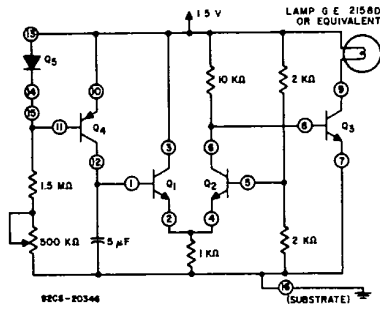 1 5 V
LAMP G E 2158D
OR EQUIVALENT
13
Q5
14
15
11
10
Q4
12
1
3
Q1
2
10 KΩ
6
Q2
4
5
2 KΩ
8
9
Q3
7
1.5 MΩ
500 KΩ
5 μF
1 KΩ
2 KΩ
16
(SUBSTRATE)
92CS-20346